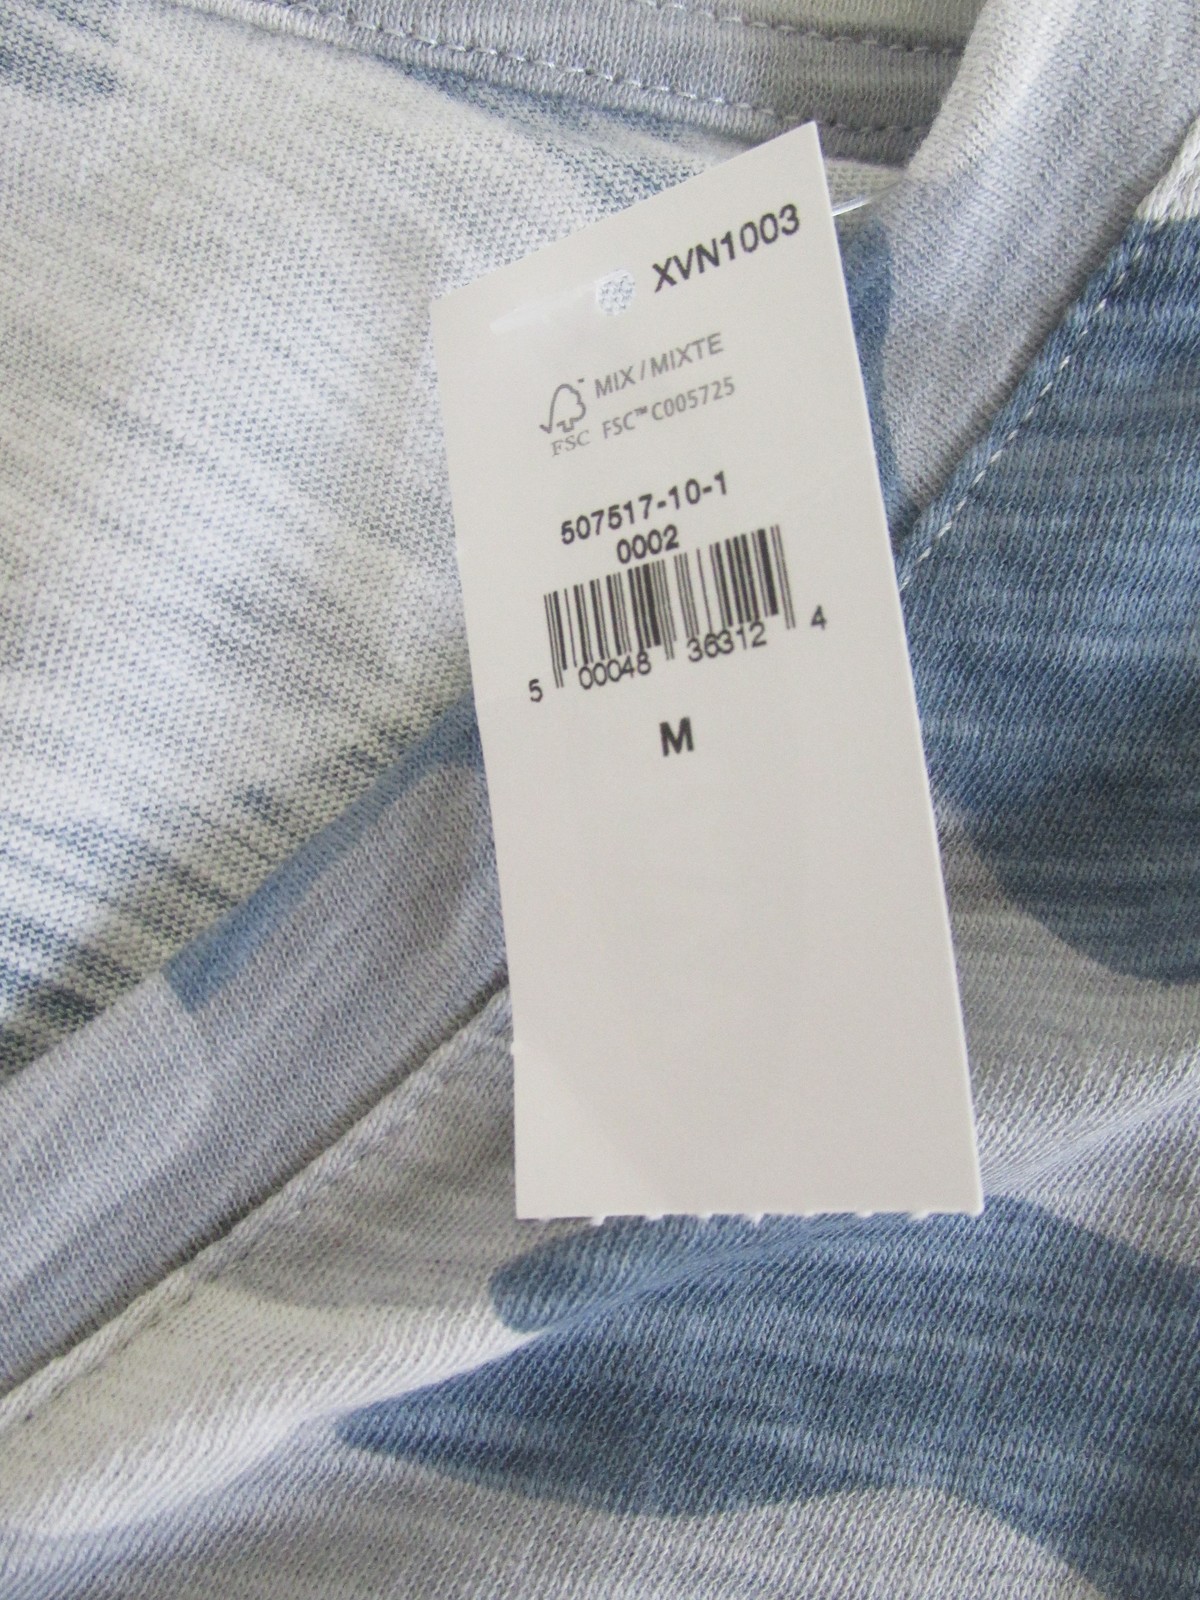 XVN1003
MIX / MIXTE
FSC FSC™ C005725
507517-10-1
0002
5 00048 36312 4
M